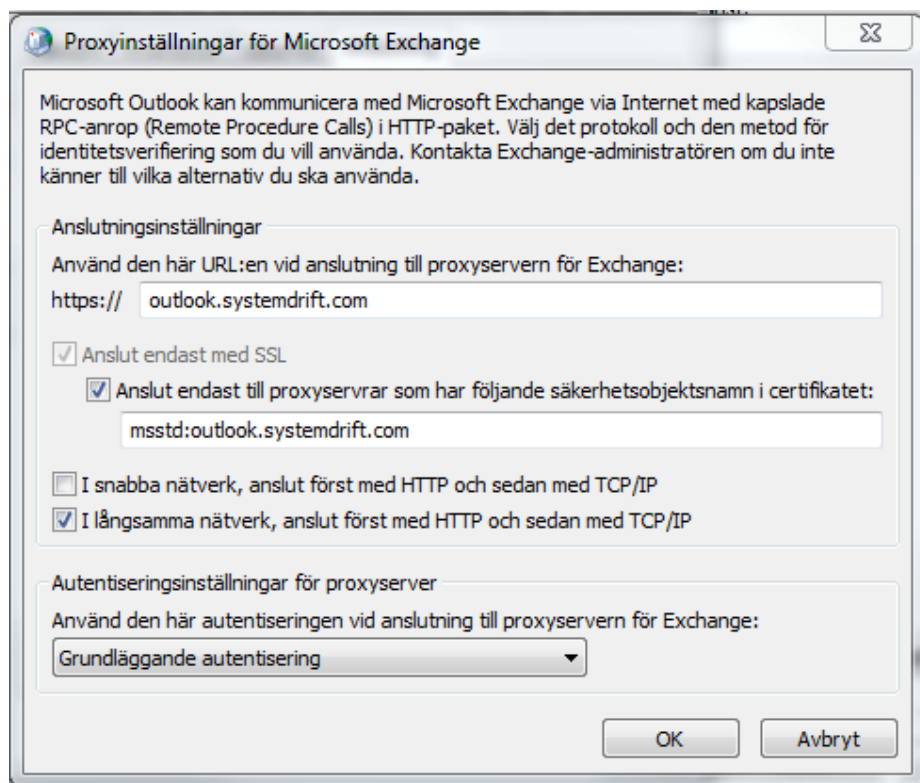 Proxyinställningar för Microsoft Exchange
Microsoft Outlook kan kommunicera med Microsoft Exchange via Internet med kapslade
RPC-anrop (Remote Procedure Calls) i HTTP-paket. Välj det protokoll och den metod för
identitetsverifiering som du vill använda. Kontakta Exchange-administratören om du inte
känner till vilka alternativ du ska använda.
Anslutningsinställningar
Använd den här URL:en vid anslutning till proxyservern för Exchange:
https:// outlook.systemdrift.com
Anslut endast med SSL
Anslut endast till proxyservrar som har följande säkerhetsobjektsnamn i certifikatet:
msstd:outlook.systemdrift.com
I snabba nätverk, anslut först med HTTP och sedan med TCP/IP
I långsamma nätverk, anslut först med HTTP och sedan med TCP/IP
Autentiseringsinställningar för proxyserver
Använd den här autentiseringen vid anslutning till proxyservern för Exchange:
Grundläggande autentisering
OK Avbryt